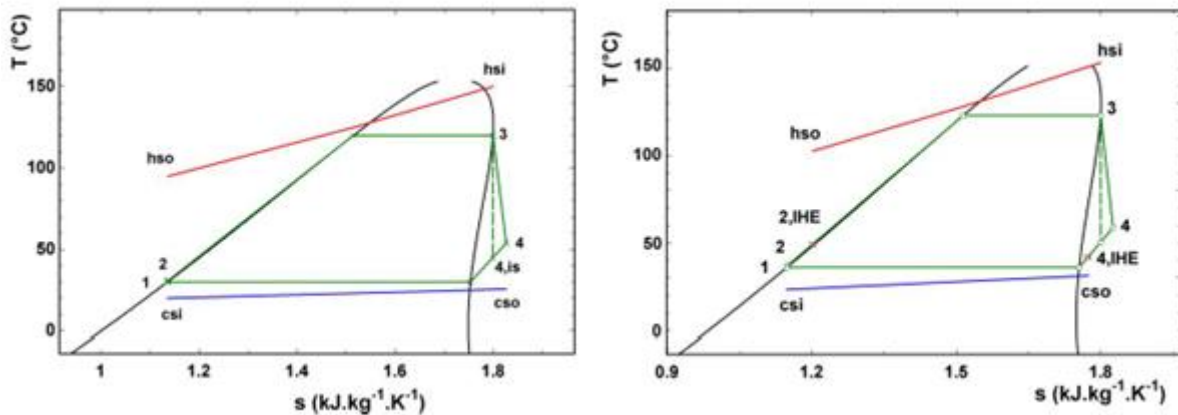 T (°C)
150
100
50
0
hsi
hso
3
2
1
4
4,is
csi
cso
1
1.2
1.4
1.6
1.8
s (kJ.kg⁻¹.K⁻¹)
T (°C)
150
100
50
0
hsi
hso
3
2,IHE
2
1
4
4,IHE
csi
cso
0.9
1.2
1.5
1.8
s (kJ.kg⁻¹.K⁻¹)